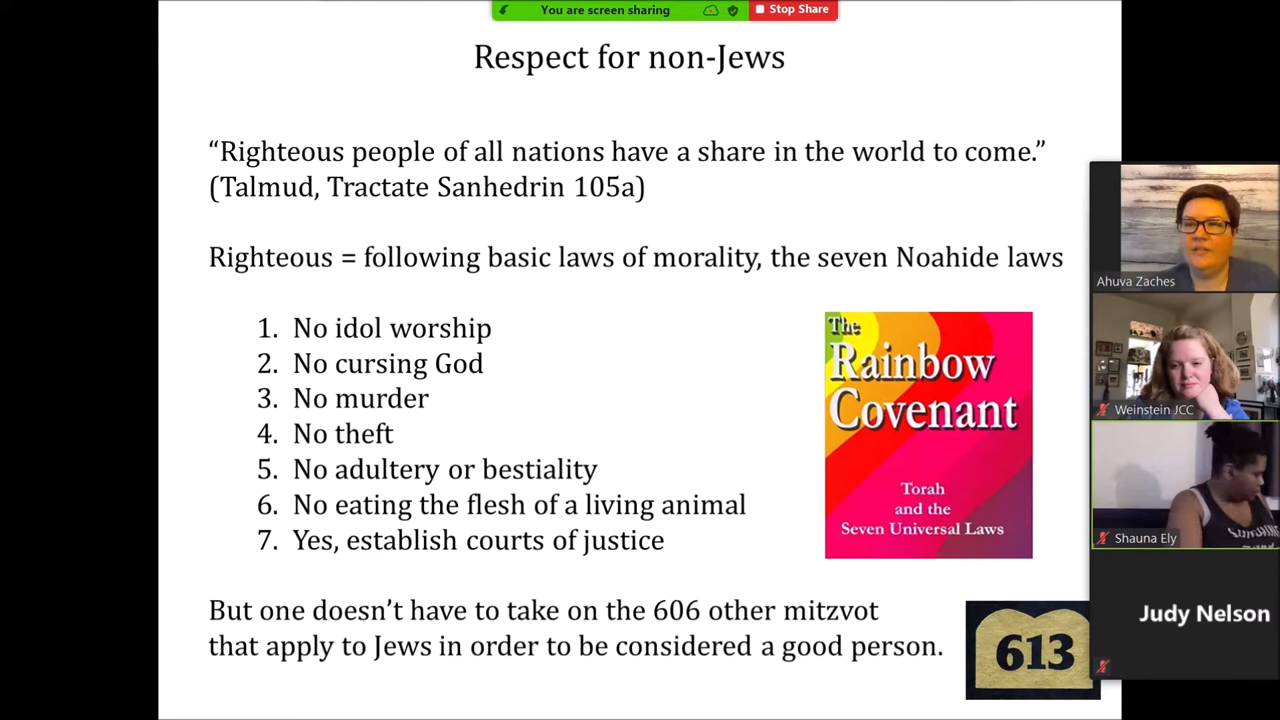 You are screen sharing
Stop Share
Respect for non-Jews
“Righteous people of all nations have a share in the world to come.”
(Talmud, Tractate Sanhedrin 105a)
Righteous = following basic laws of morality, the seven Noahide laws
1. No idol worship
2. No cursing God
3. No murder
4. No theft
5. No adultery or bestiality
6. No eating the flesh of a living animal
7. Yes, establish courts of justice
But one doesn’t have to take on the 606 other mitzvot
that apply to Jews in order to be considered a good person.
The
Rainbow
Covenant
Torah
and the
Seven Universal Laws
613
Ahuva Zaches
Weinstein JCC
Shauna Ely
Judy Nelson